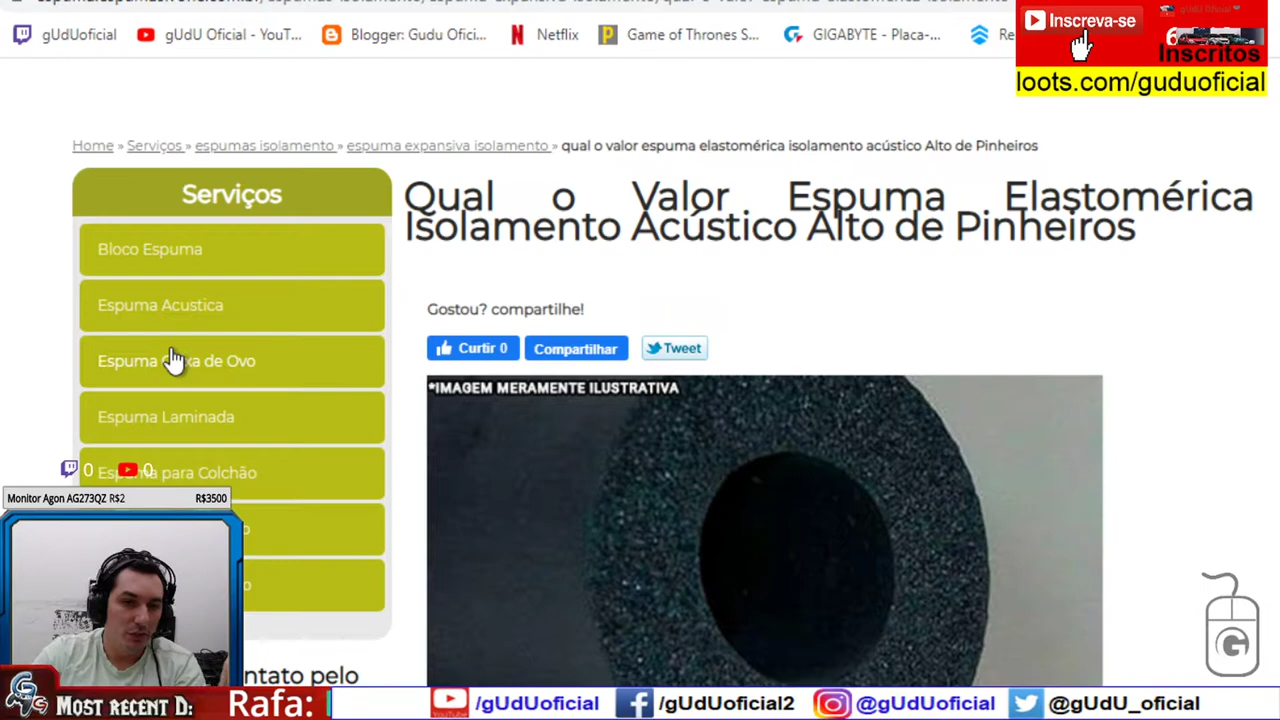 gUdUoficial
gUdU Oficial - YouT...
Blogger: Gudu Ofici...
Netflix
Game of Thrones S...
GIGABYTE - Placa-...
Inscreva-se
Inscritos
loots.com/guduoficial
Home » Serviços » espumas isolamento » espuma expansiva isolamento » qual o valor espuma elastomérica isolamento acústico Alto de Pinheiros
Serviços
Bloco Espuma
Espuma Acustica
Espuma de Ovo
Espuma Laminada
para Colchão
Qual o Valor Espuma Elastomérica
Isolamento Acústico Alto de Pinheiros
Gostou? compartilhe!
Curtir 0
Compartilhar
Tweet
*IMAGEM MERAMENTE ILUSTRATIVA
0
0
Monitor Agon AG273QZ R$2 R$3500
pelo
G
Most recent D:
Rafa:
/gUdUoficial
/gUdUoficial2
@gUdUoficial
@gUdU_oficial